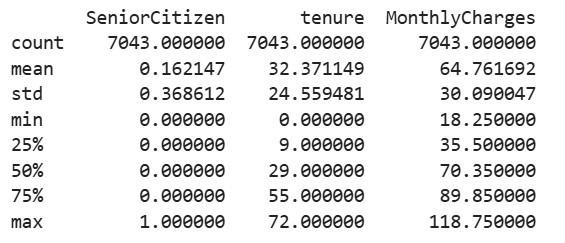 SeniorCitizen tenure MonthlyCharges
count 7043.000000 7043.000000 7043.000000
mean 0.162147 32.371149 64.761692
std 0.368612 24.559481 30.090047
min 0.000000 0.000000 18.250000
25% 0.000000 9.000000 35.500000
50% 0.000000 29.000000 70.350000
75% 0.000000 55.000000 89.850000
max 1.000000 72.000000 118.750000